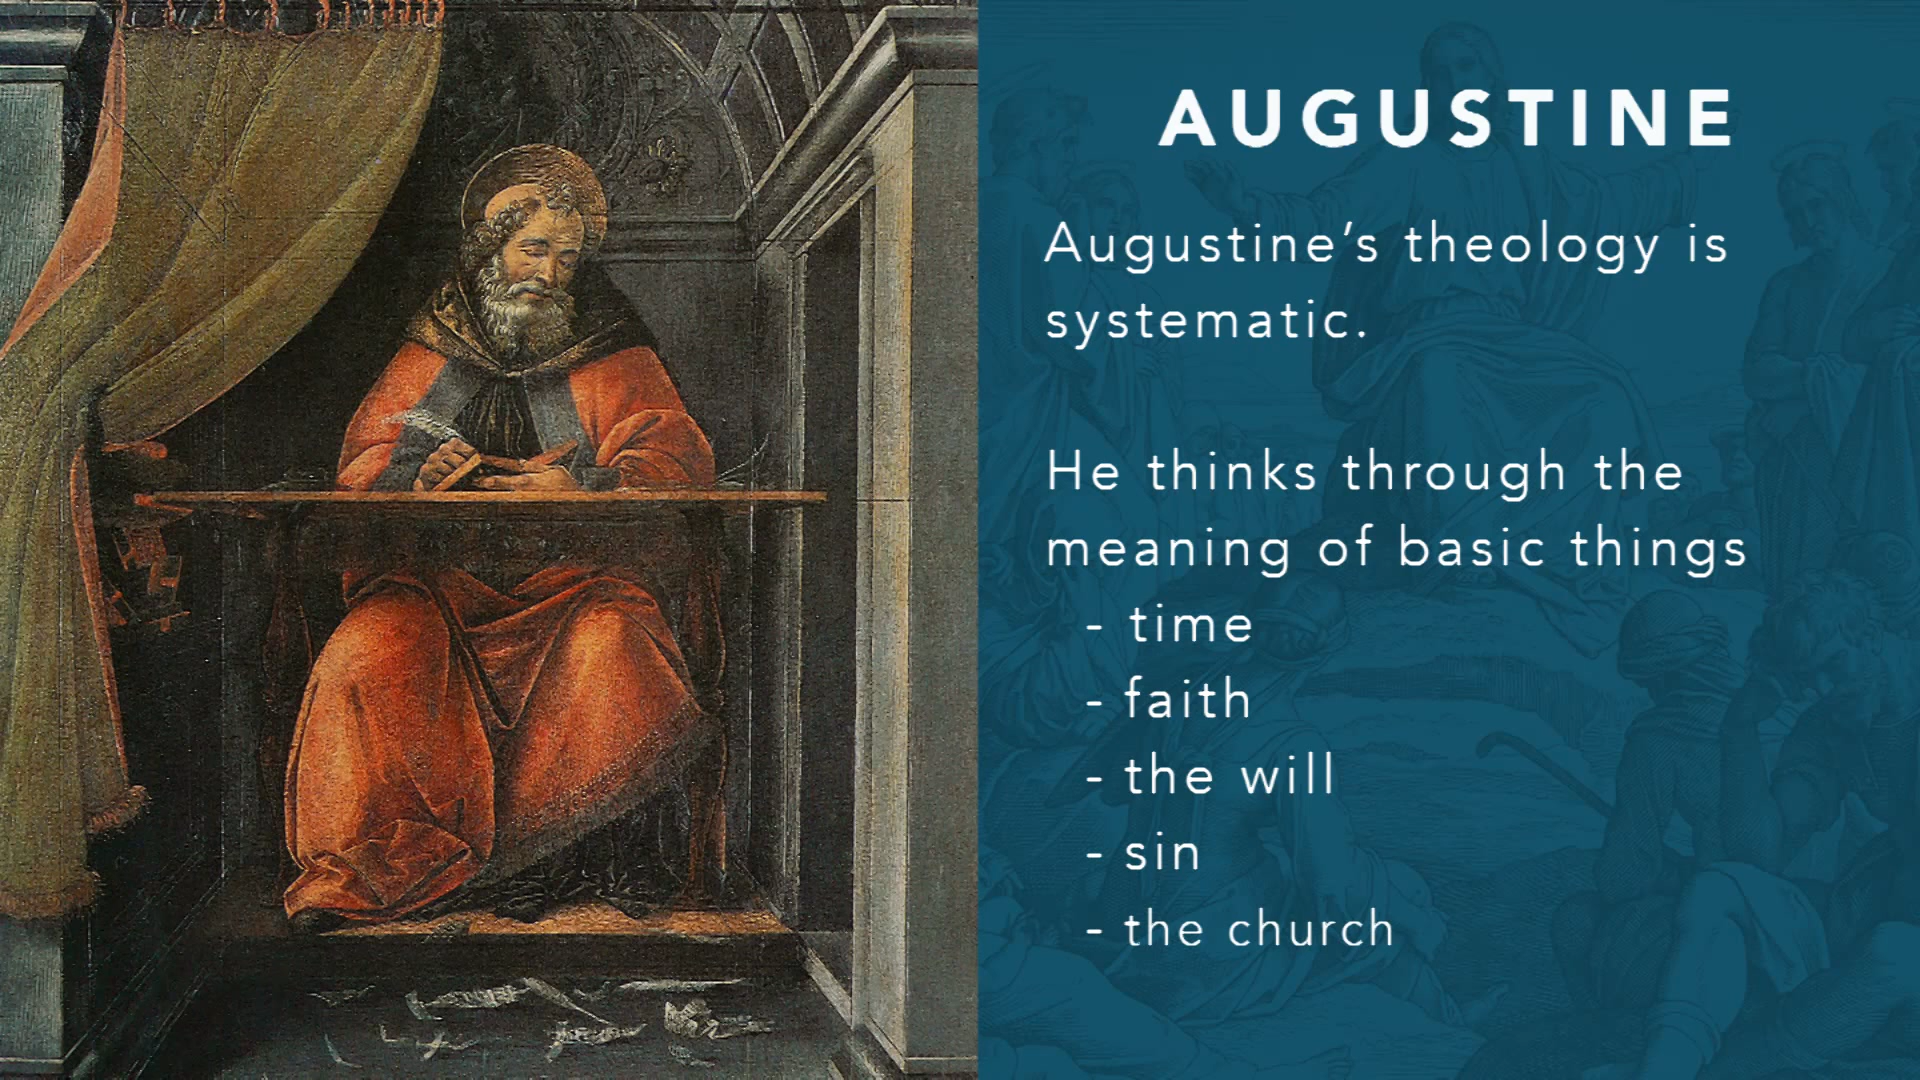 AUGUSTINE
Augustine’s theology is
systematic.
He thinks through the
meaning of basic things
- time
- faith
- the will
- sin
- the church